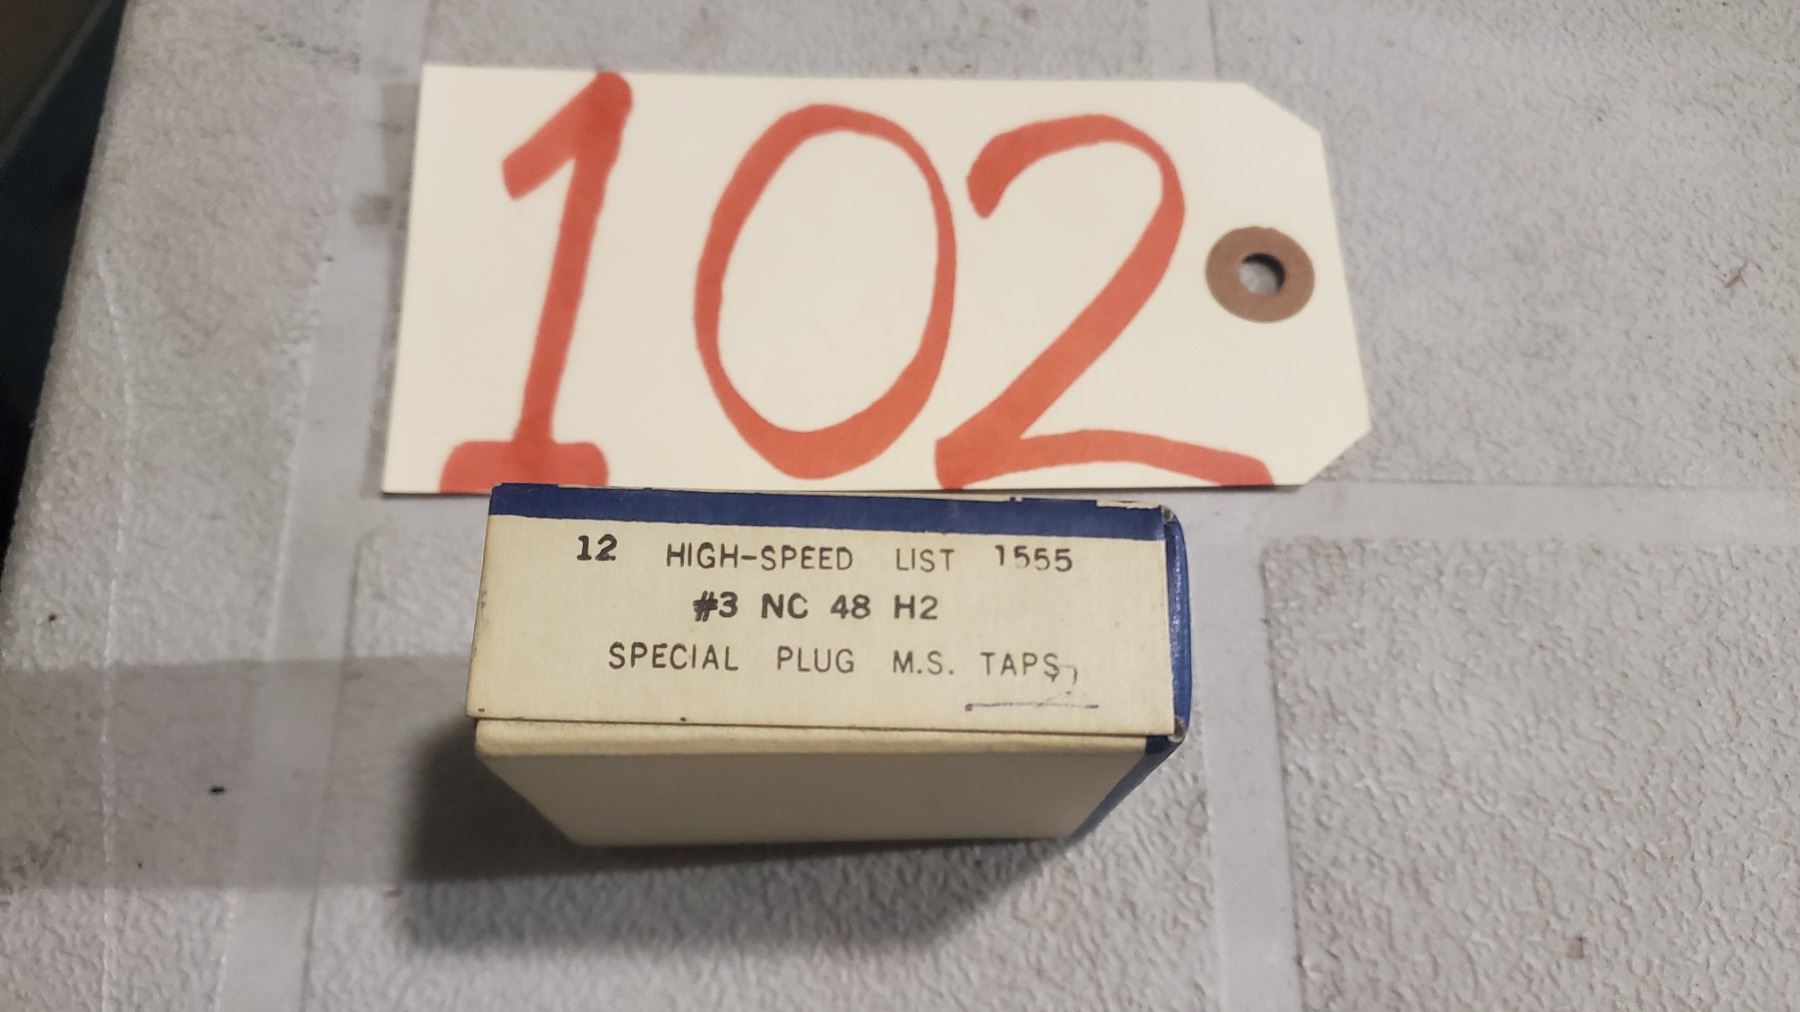 102
12 HIGH-SPEED LIST 1555
#3 NC 48 H2
SPECIAL PLUG M.S. TAPS